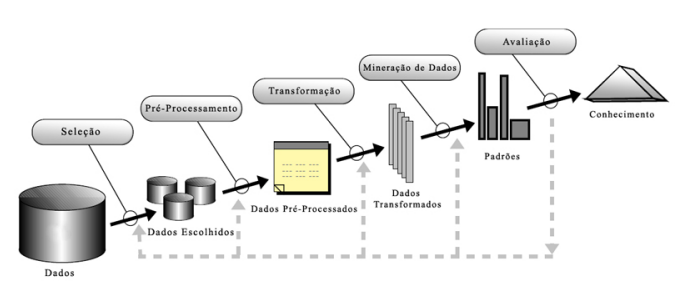 Avaliação
Mineração de Dados
Transformação
Pré-Processamento
Seleção
Conhecimento
Padrões
Dados
Transformados
Dados Pré-Processados
Dados Escolhidos
Dados